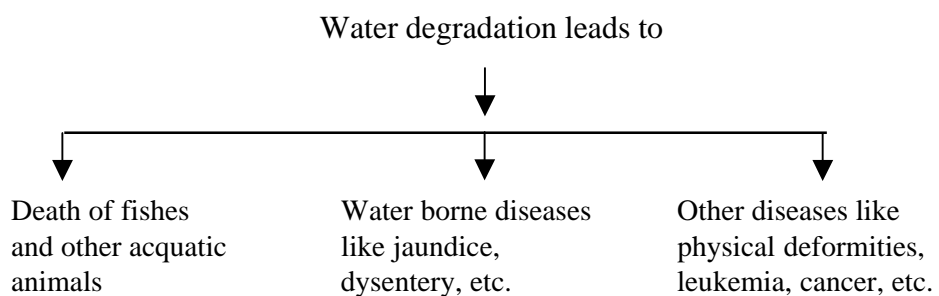 Water degradation leads to
Death of fishes
and other acquatic
animals
Water borne diseases
like jaundice,
dysentery, etc.
Other diseases like
physical deformities,
leukemia, cancer, etc.